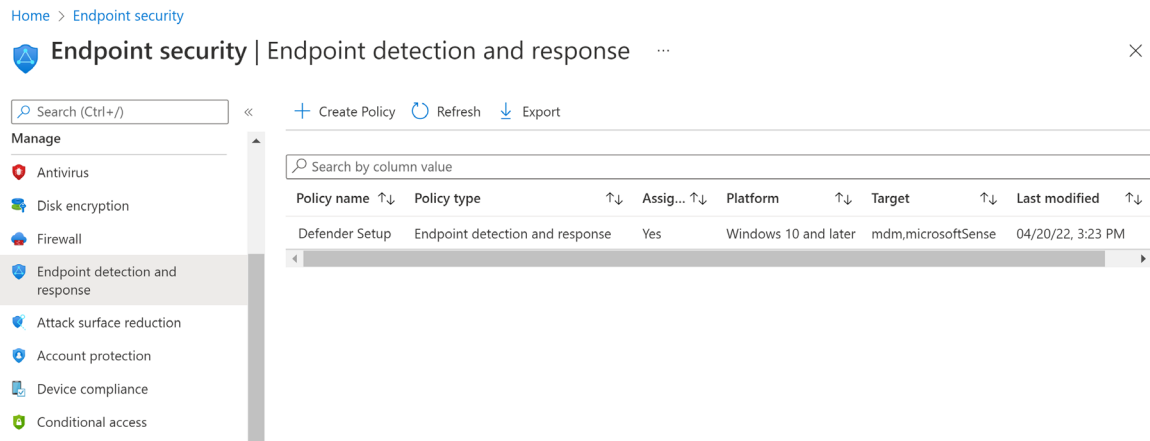 Home > Endpoint security
Endpoint security | Endpoint detection and response ...
Search (Ctrl+/) «
+ Create Policy Refresh Export
Manage
Antivirus
Disk encryption
Firewall
Endpoint detection and
response
Attack surface reduction
Account protection
Device compliance
Conditional access
Search by column value
Policy name Policy type Assig... Platform Target Last modified
Defender Setup Endpoint detection and response Yes Windows 10 and later mdm,microsoftSense 04/20/22, 3:23 PM